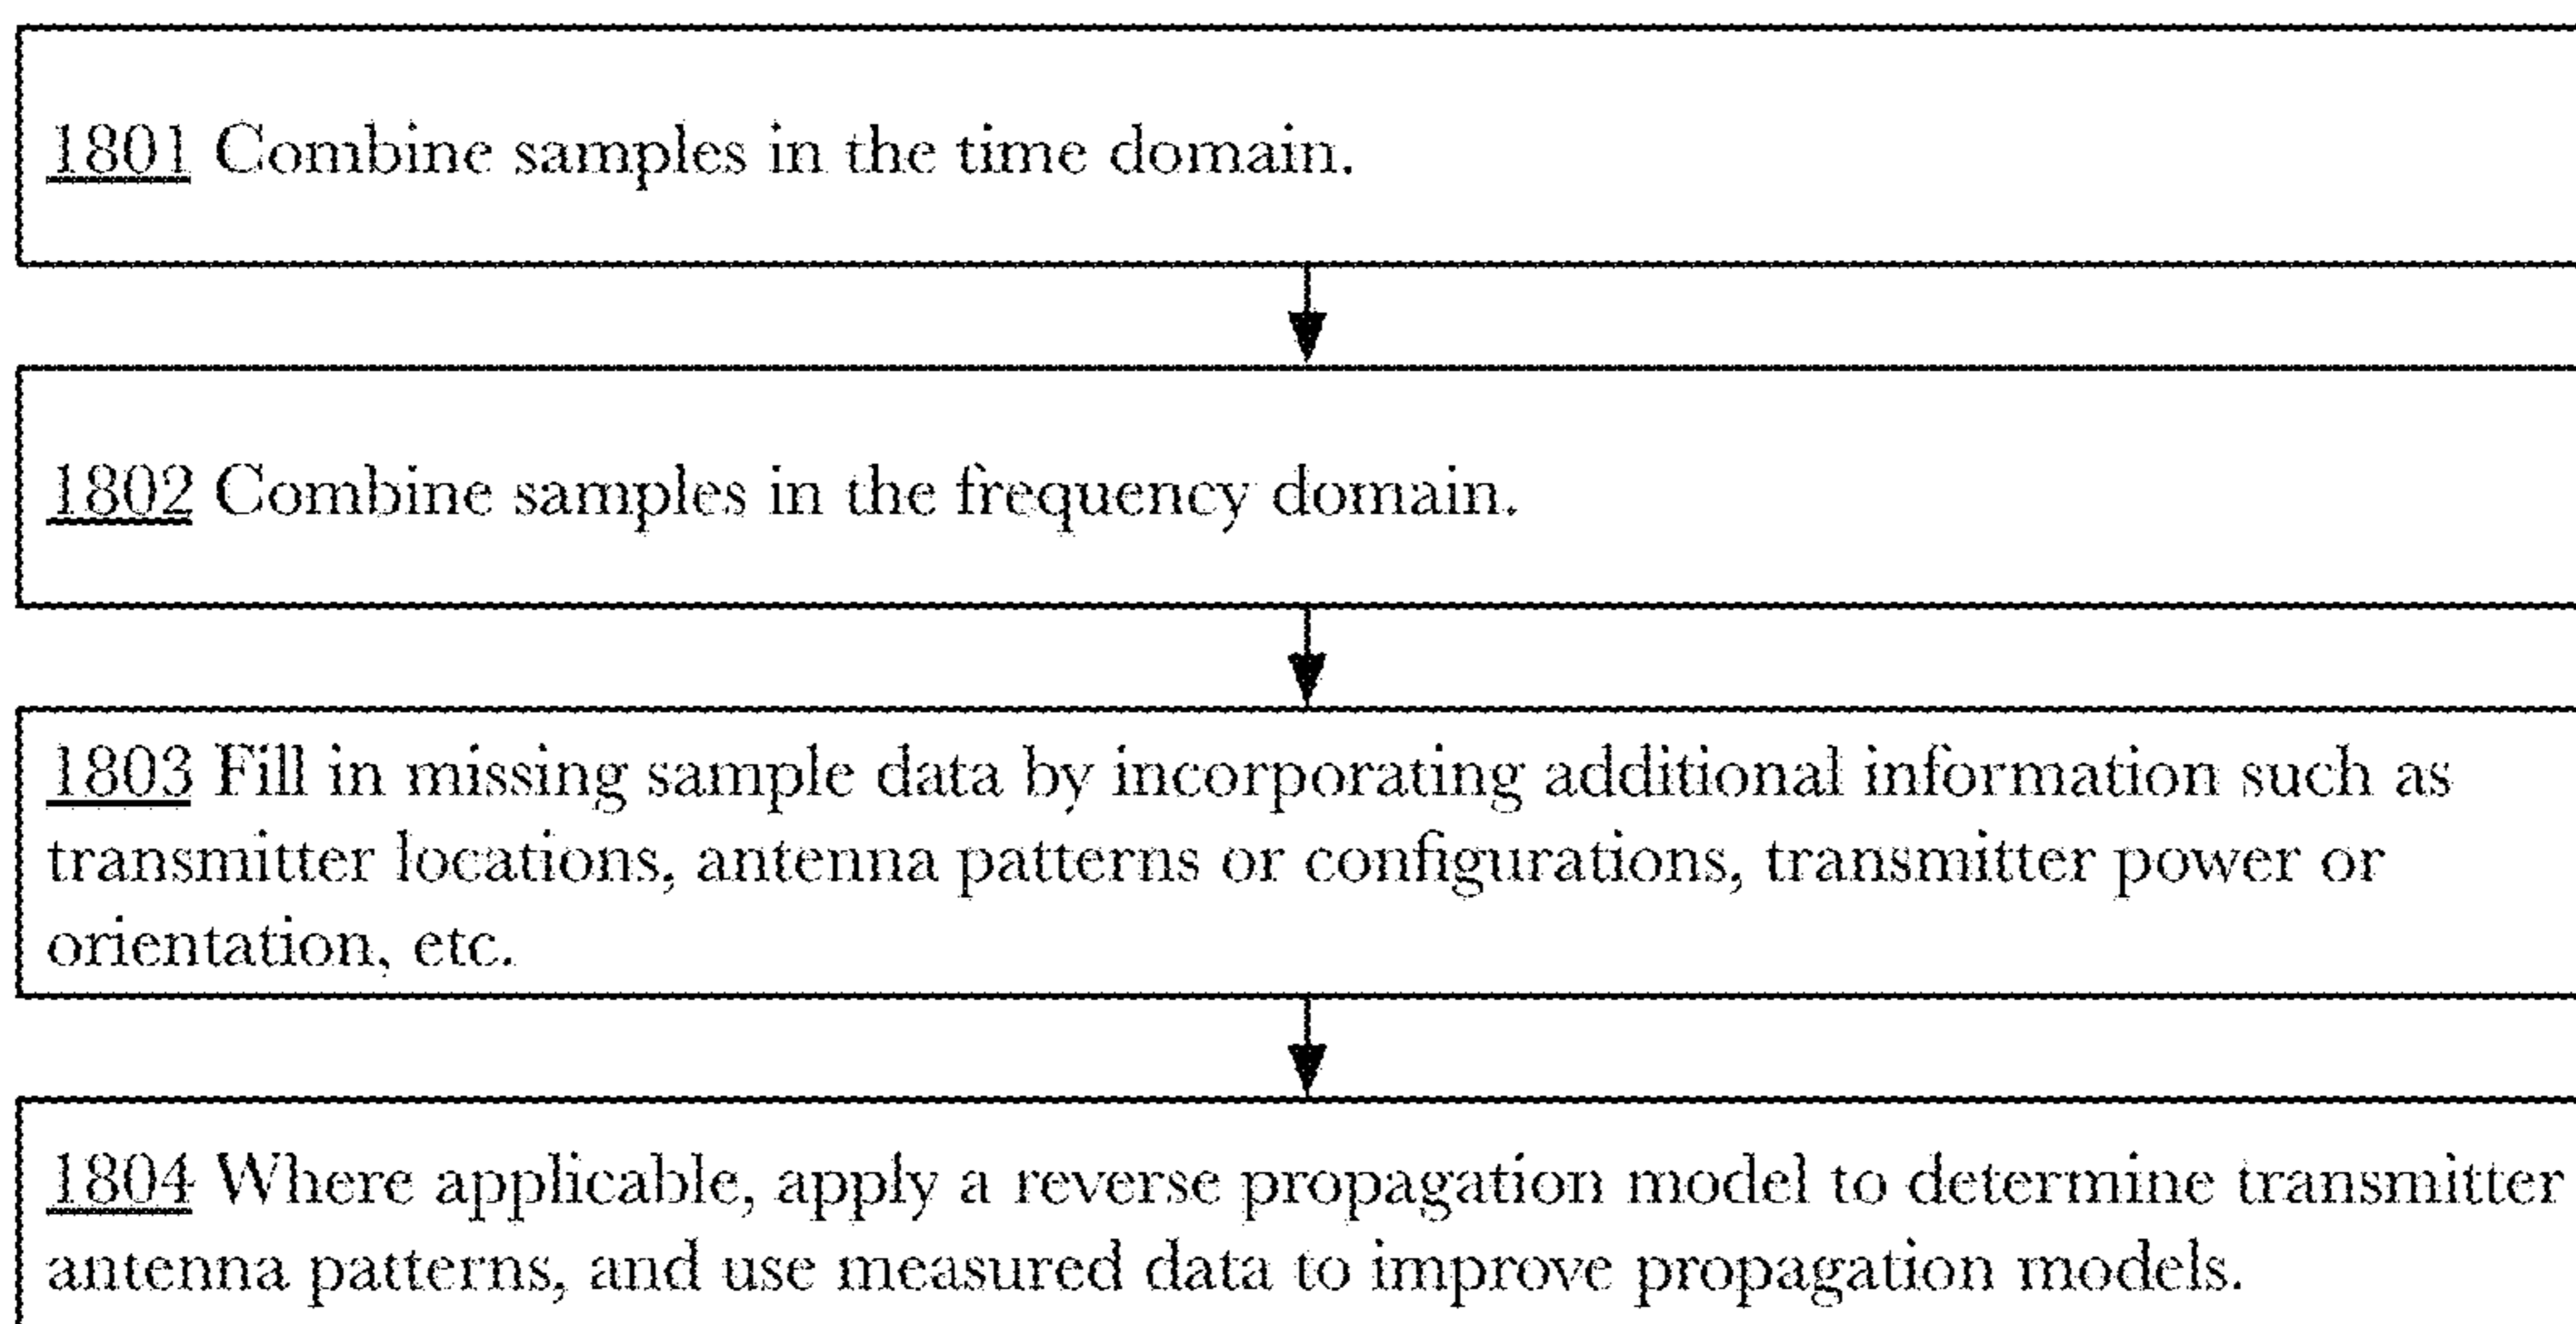 1801 Combine samples in the time domain.
1802 Combine samples in the frequency domain.
1803 Fill in missing sample data by incorporating additional information such as
transmitter locations, antenna patterns or configurations, transmitter power or
orientation, etc.
1804 Where applicable, apply a reverse propagation model to determine transmitter
antenna patterns, and use measured data to improve propagation models.